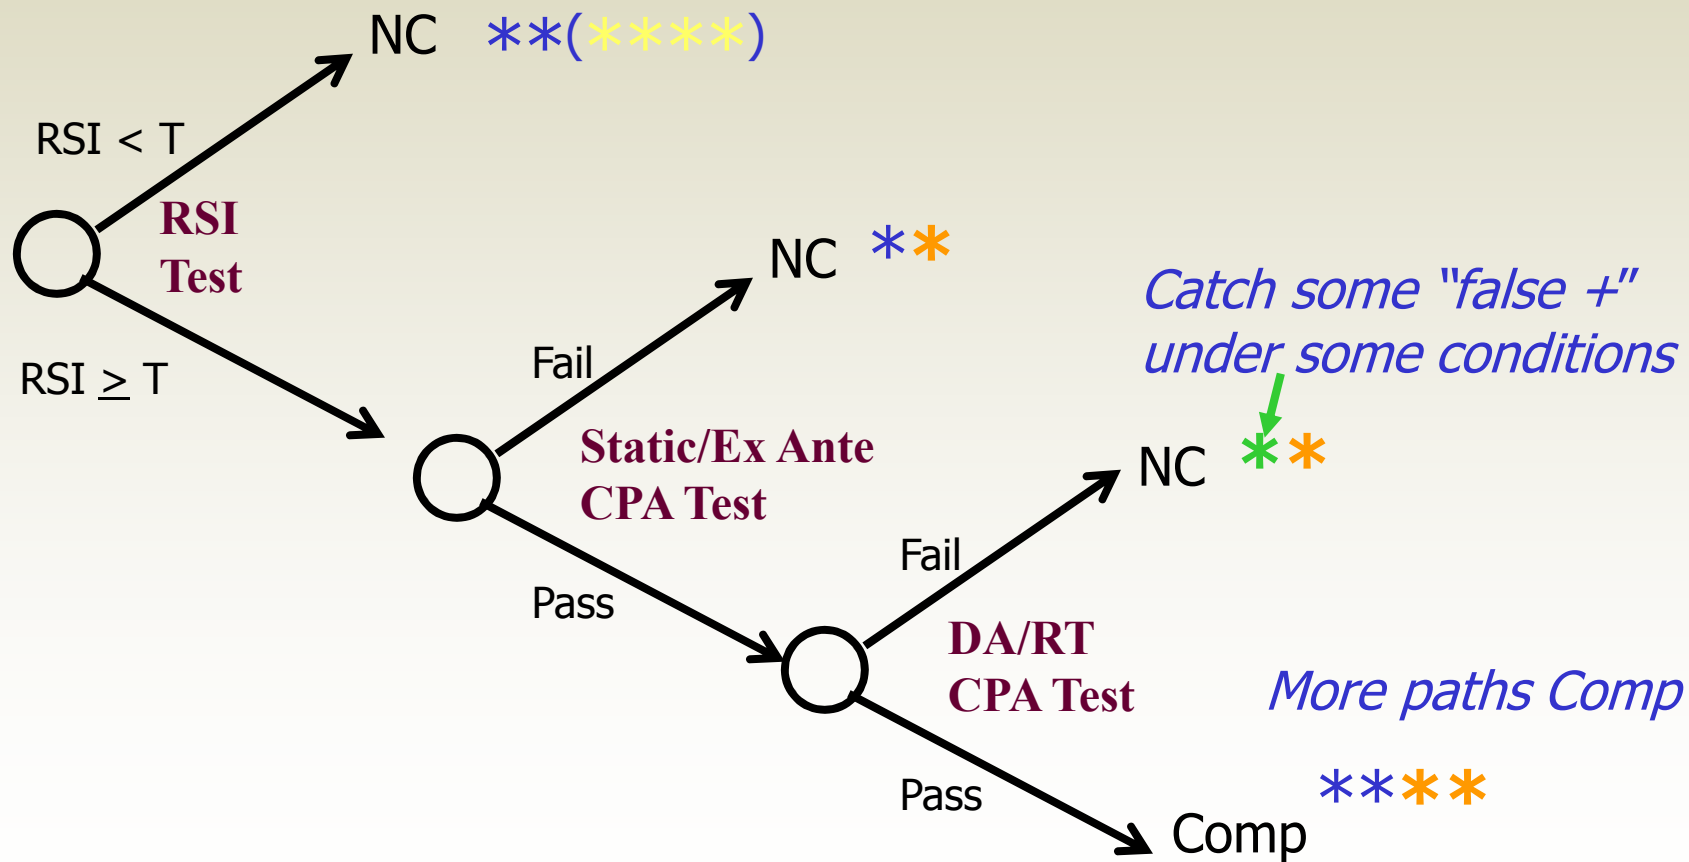 NC **(****)
RSI < T
RSI
Test
NC **
Catch some “false +”
under some conditions
Fail
RSI ≥ T
Static/Ex Ante
CPA Test
NC **
Fail
Pass
DA/RT
CPA Test
More paths Comp
Pass
****
Comp